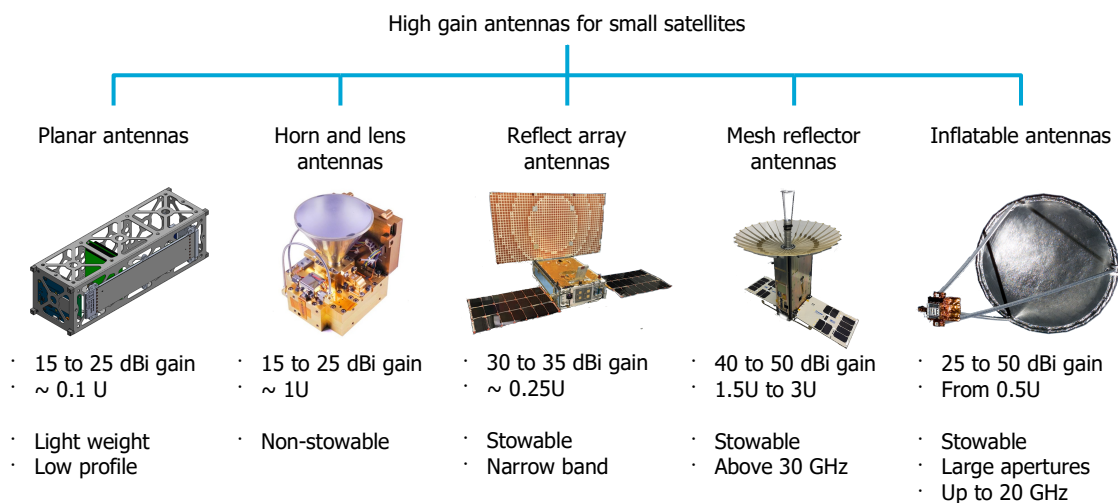 High gain antennas for small satellites
Planar antennas
· 15 to 25 dBi gain
· ~ 0.1 U
· Light weight
· Low profile
Horn and lens
antennas
· 15 to 25 dBi gain
· ~ 1U
· Non-stowable
Reflect array
antennas
· 30 to 35 dBi gain
· ~ 0.25U
· Stowable
· Narrow band
Mesh reflector
antennas
· 40 to 50 dBi gain
· 1.5U to 3U
· Stowable
· Above 30 GHz
Inflatable antennas
· 25 to 50 dBi gain
· From 0.5U
· Stowable
· Large apertures
· Up to 20 GHz